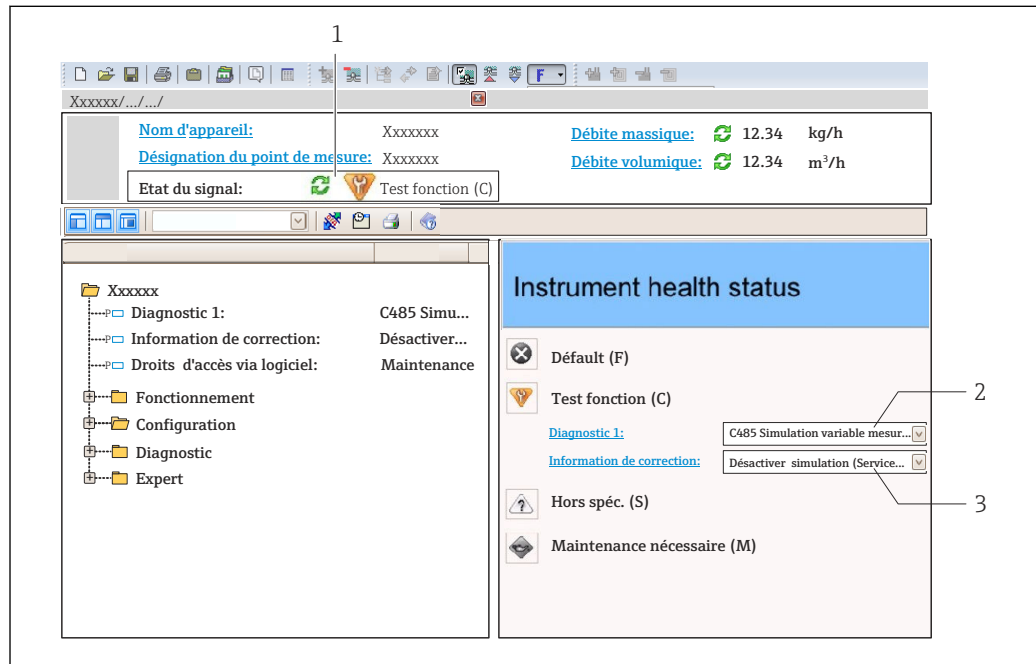 1
F
Xxxxxx/.../.../
Nom d'appareil: Xxxxxxx Débite massique: 12.34 kg/h
Désignation du point de mesure: Xxxxxxx Débite volumique: 12.34 m³/h
Etat du signal: Test fonction (C)
Xxxxxx
P Diagnostic 1: C485 Simu...
P Information de correction: Désactiver...
P Droits d'accès via logiciel: Maintenance
Fonctionnement
Configuration
Diagnostic
Expert
Instrument health status
Défault (F)
Test fonction (C)
2
Diagnostic 1: C485 Simulation variable mesur...
Information de correction: Désactiver simulation (Service...
Hors spéc. (S)
3
Maintenance nécessaire (M)